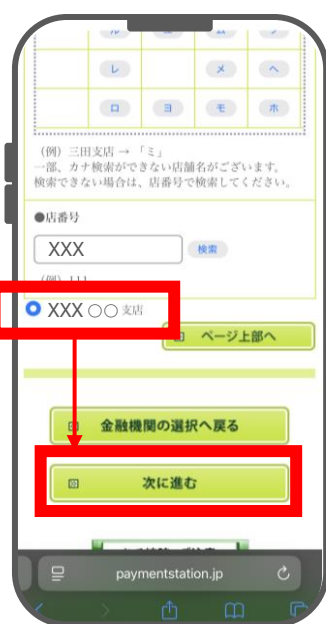 レ メ ヘ
ロ ヨ モ ホ
(例) 三田支店 → 「ミ」
一部、カナ検索ができない店舗名がございます。
検索できない場合は、店番号で検索してください。
●店番号
XXX 検索
XXX ○○ 支店
ページ上部へ
金融機関の選択へ戻る
次に進む
paymentstation.jp